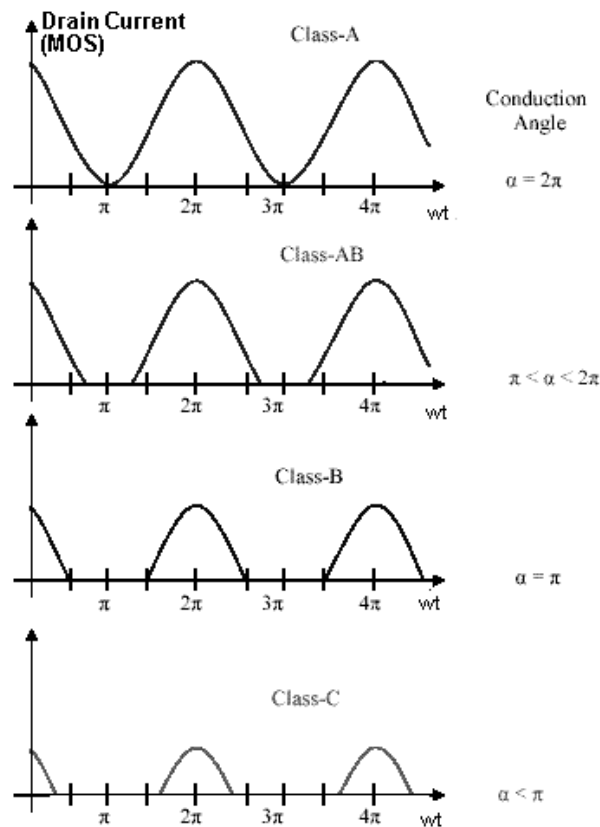 Drain Current
(MOS)
Class-A
Conduction
Angle
α = 2π
π 2π 3π 4π wt
Class-AB
π < α < 2π
π 2π 3π 4π wt
Class-B
α = π
π 2π 3π 4π wt
Class-C
α < π
π 2π 3π 4π wt